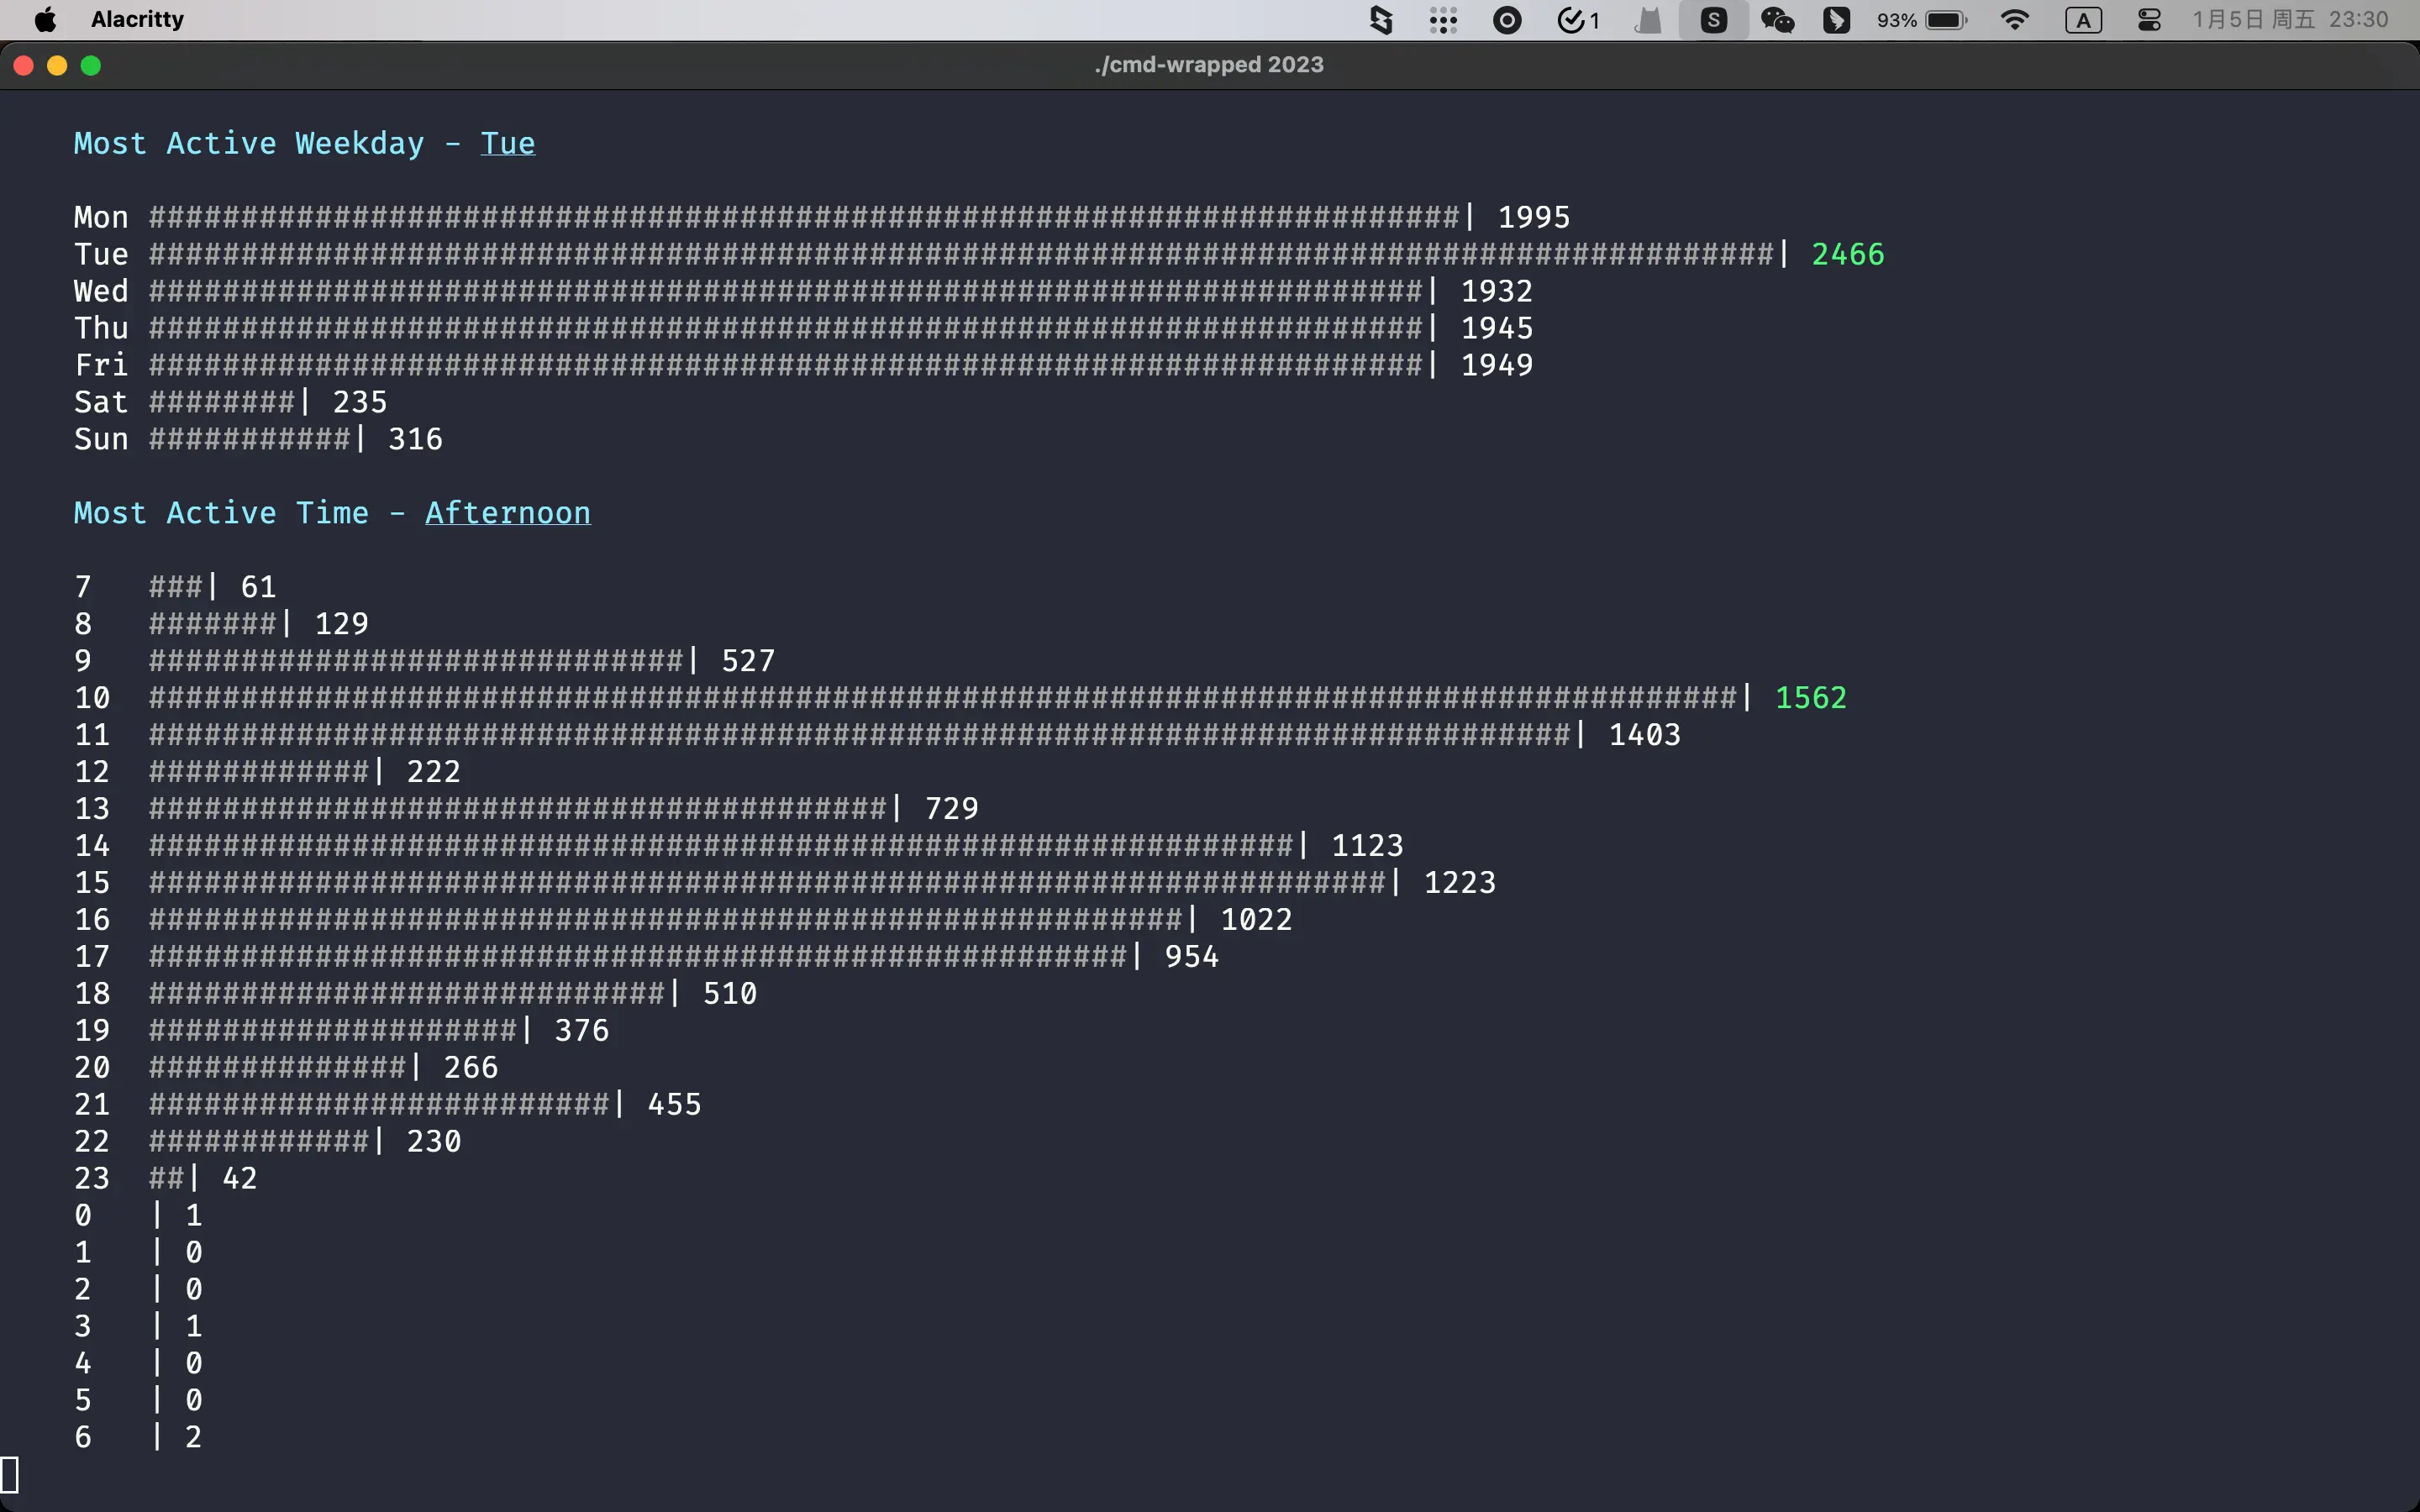 Alacritty 1 S 93% A 1月5日 周五 23:30
./cmd-wrapped 2023
Most Active Weekday - Tue
Mon #######################################################################| 1995
Tue ########################################################################################| 2466
Wed #####################################################################| 1932
Thu #####################################################################| 1945
Fri #####################################################################| 1949
Sat ########| 235
Sun ###########| 316
Most Active Time - Afternoon
7 ###| 61
8 #######| 129
9 #############################| 527
10 ######################################################################################| 1562
11 #############################################################################| 1403
12 ############| 222
13 ########################################| 729
14 ##############################################################| 1123
15 ###################################################################| 1223
16 ########################################################| 1022
17 #####################################################| 954
18 ############################| 510
19 ####################| 376
20 ##############| 266
21 #########################| 455
22 ############| 230
23 ##| 42
0 | 1
1 | 0
2 | 0
3 | 1
4 | 0
5 | 0
6 | 2